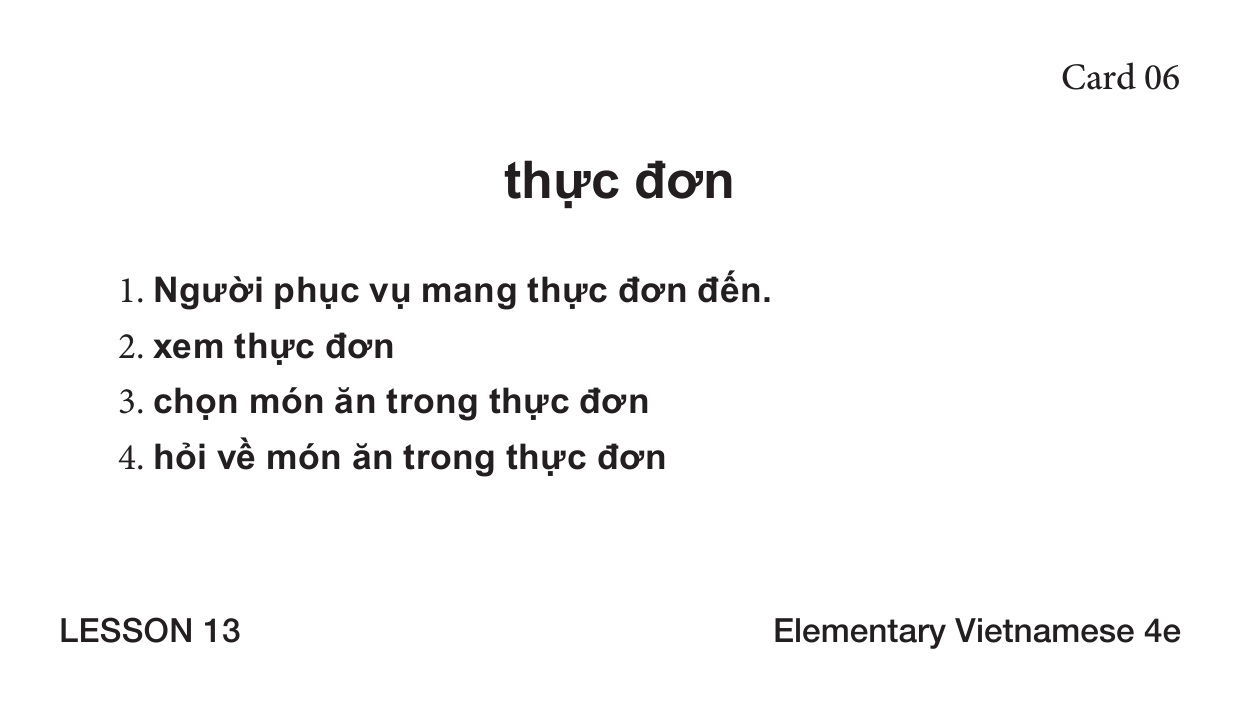 Card 06
thực đơn
1. Người phục vụ mang thực đơn đến.
2. xem thực đơn
3. chọn món ăn trong thực đơn
4. hỏi về món ăn trong thực đơn
LESSON 13
Elementary Vietnamese 4e